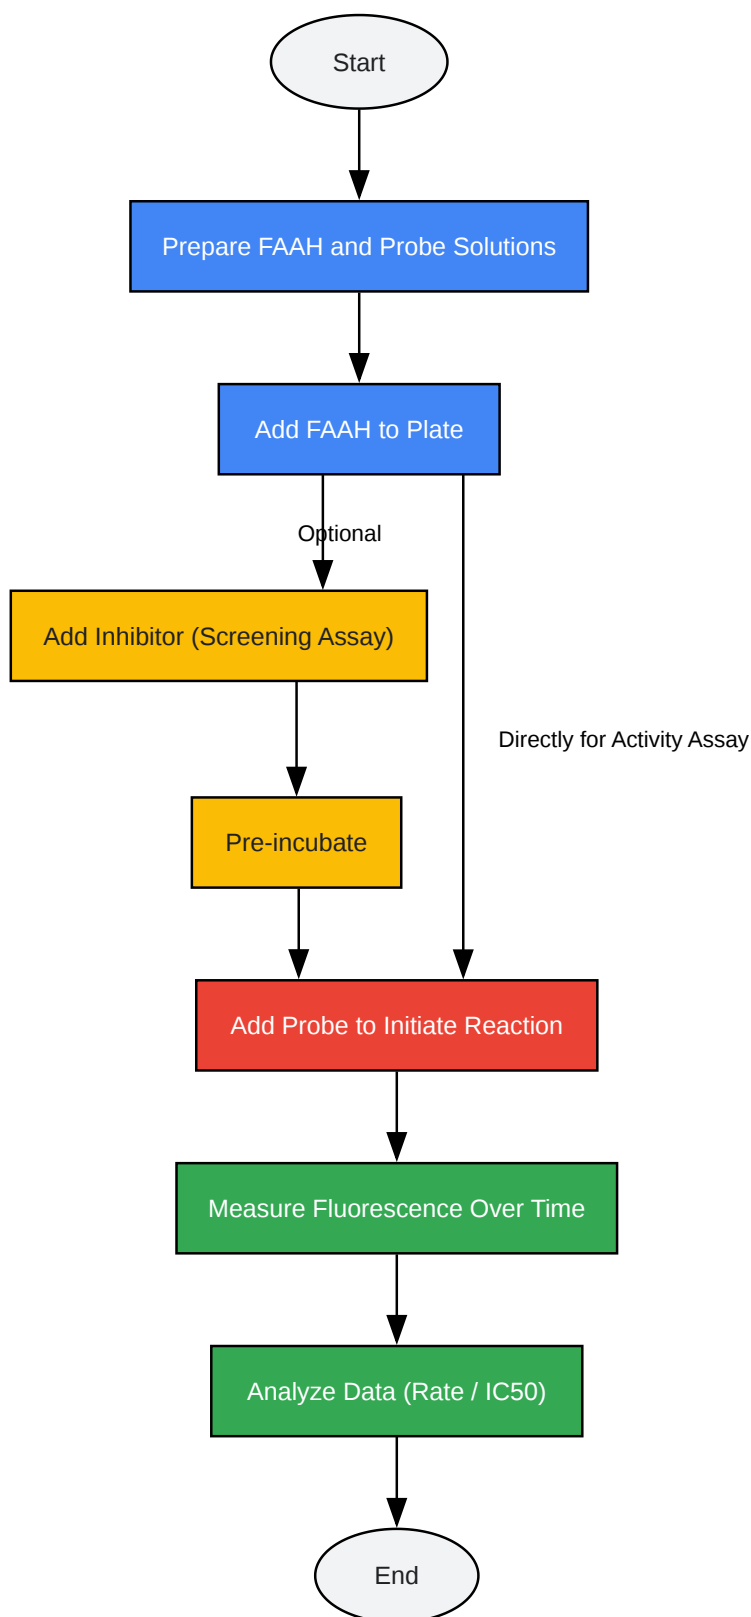 Start
Prepare FAAH and Probe Solutions
Add FAAH to Plate
Optional
Add Inhibitor (Screening Assay)
Directly for Activity Assay
Pre-incubate
Add Probe to Initiate Reaction
Measure Fluorescence Over Time
Analyze Data (Rate / IC50)
End